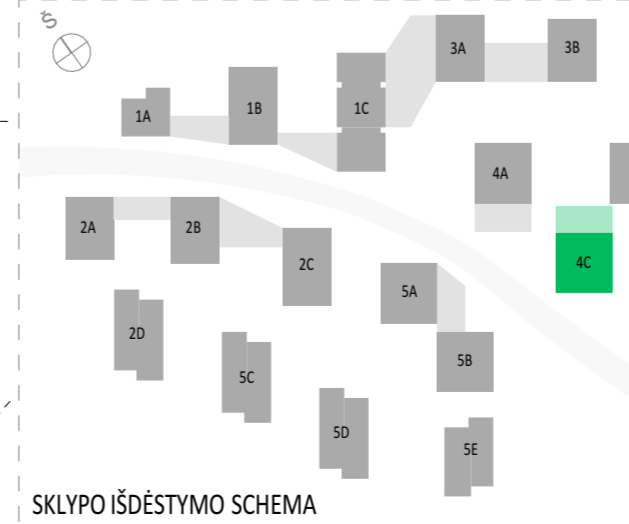 Š
3A
3B
1A
1B
1C
4A
2A
2B
2C
4C
5A
2D
5B
5C
5D
5E
SKLYPO IŠDĖSTYMO SCHEMA